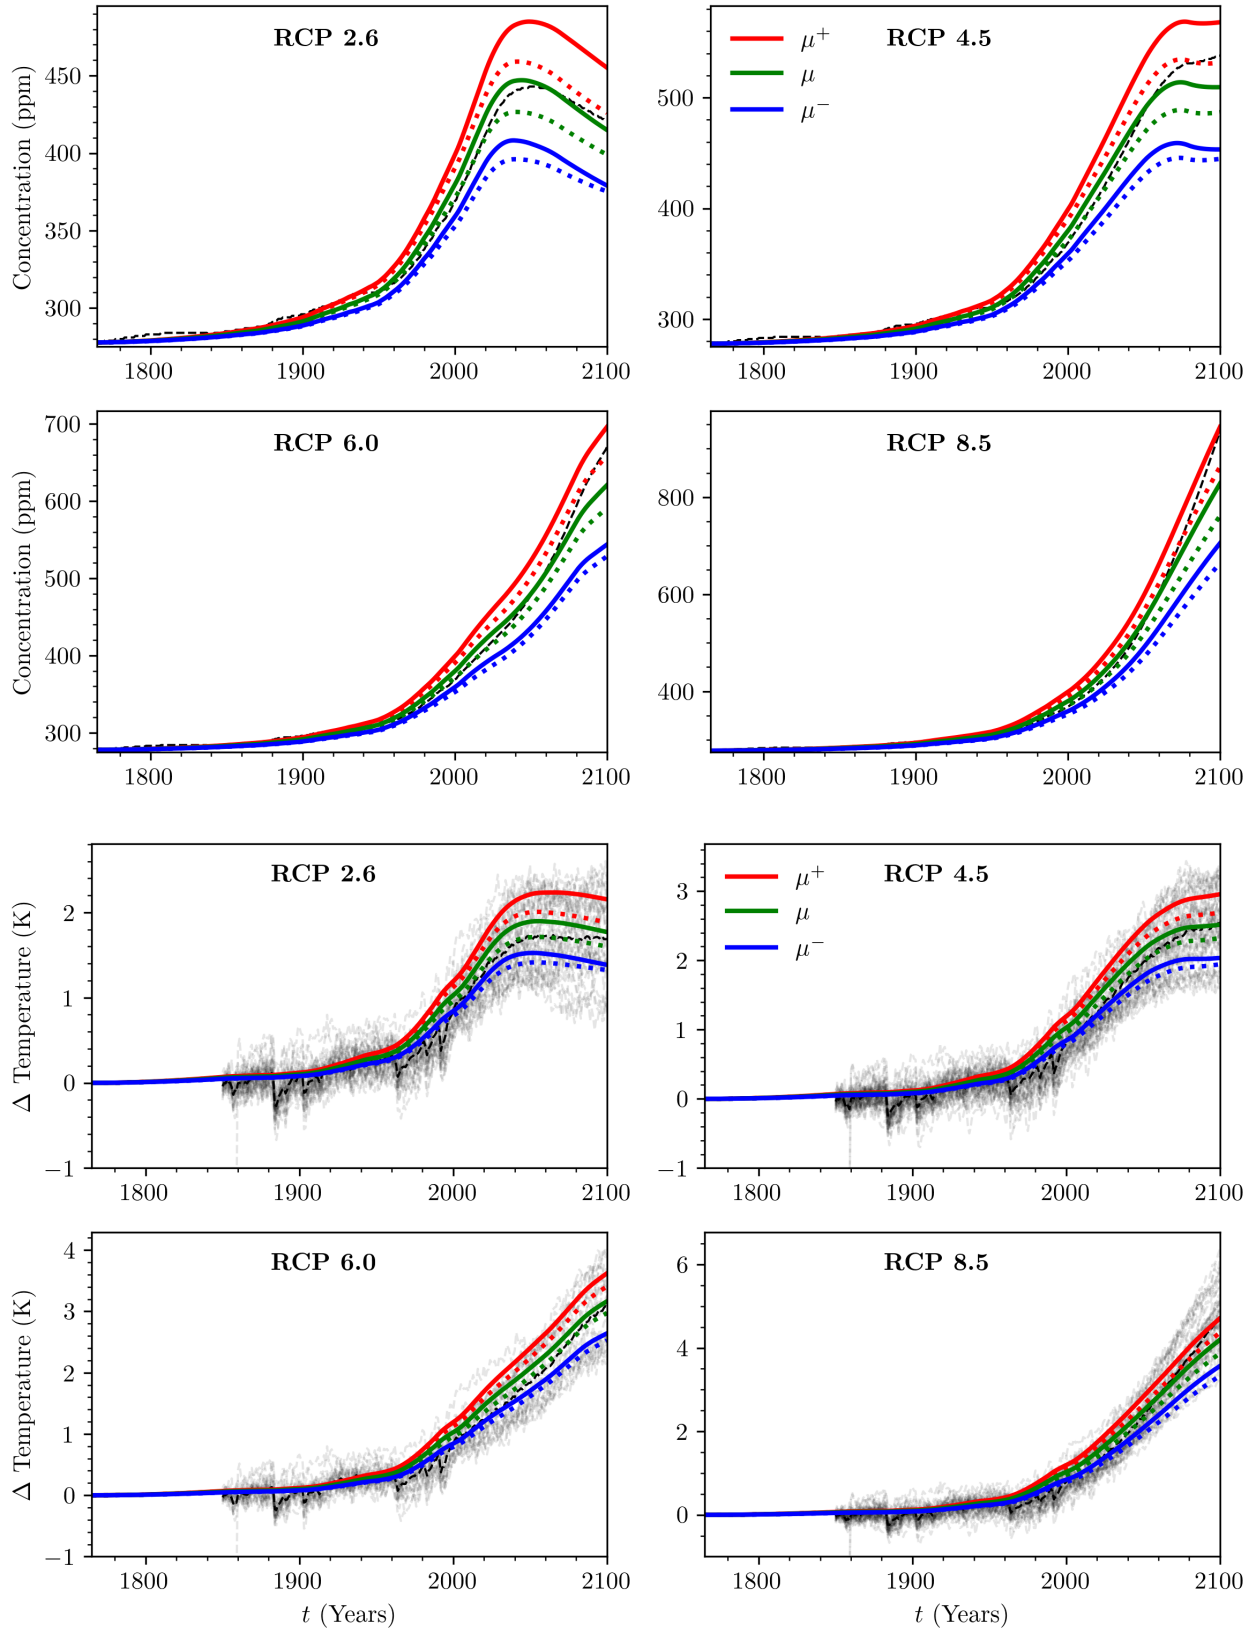 RCP 2.6
Concentration (ppm)
450
400
350
300
1800 1900 2000 2100
μ⁺
μ
μ⁻
RCP 4.5
500
400
300
1800 1900 2000 2100
RCP 6.0
Concentration (ppm)
700
600
500
400
300
1800 1900 2000 2100
RCP 8.5
800
600
400
1800 1900 2000 2100
RCP 2.6
Δ Temperature (K)
2
1
0
−1
1800 1900 2000 2100
μ⁺
μ
μ⁻
RCP 4.5
3
2
1
0
−1
1800 1900 2000 2100
RCP 6.0
Δ Temperature (K)
4
3
2
1
0
−1
1800 1900 2000 2100
t (Years)
RCP 8.5
6
4
2
0
1800 1900 2000 2100
t (Years)